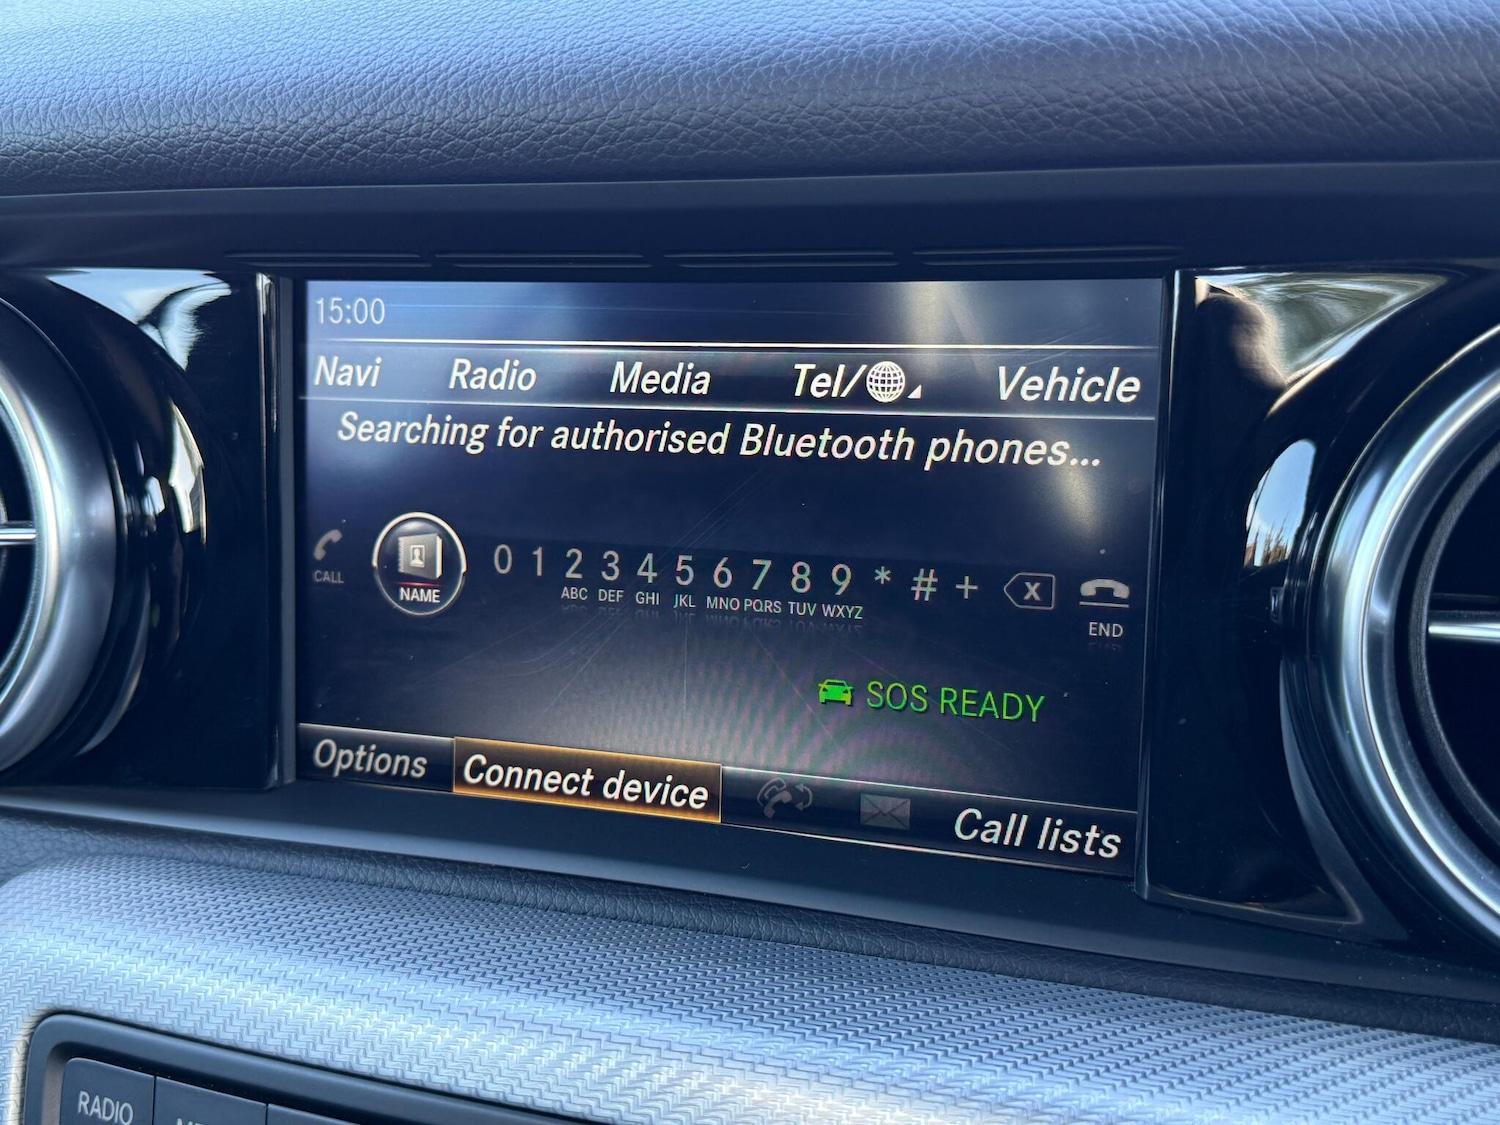 15:00
Navi Radio Media Tel/ Vehicle
Searching for authorised Bluetooth phones...
CALL NAME 0 1 2 3 4 5 6 7 8 9 * # + X END
ABC DEF GHI JKL MNO PQRS TUV WXYZ
SOS READY
Options Connect device Call lists
RADIO